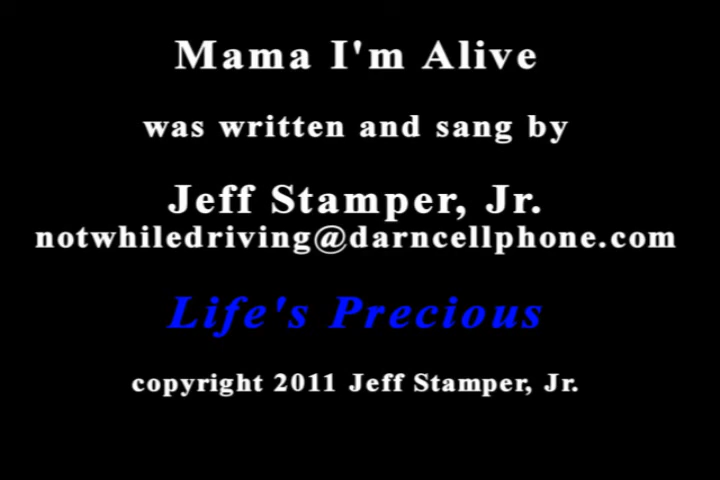 Mama I'm Alive
was written and sang by
Jeff Stamper, Jr.
notwhiledriving@darncellphone.com
Life's Precious
copyright 2011 Jeff Stamper, Jr.